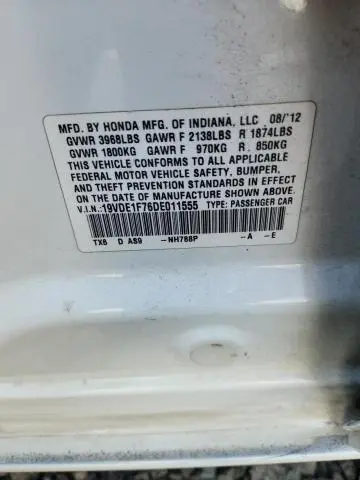 MFD. BY HONDA MFG. OF INDIANA, LLC 08/'12
GVWR 3968LBS GAWR F 2138LBS R 1874LBS
GVWR 1800KG GAWR F 970KG R 850KG
THIS VEHICLE CONFORMS TO ALL APPLICABLE
FEDERAL MOTOR VEHICLE SAFETY, BUMPER,
AND THEFT PREVENTION STANDARDS IN EFFECT ON
THE DATE OF MANUFACTURE SHOWN ABOVE.
V.I.N.:19VDE1F76DE011555 TYPE: PASSENGER CAR
TX6 D AS9 -NH788P -A -E